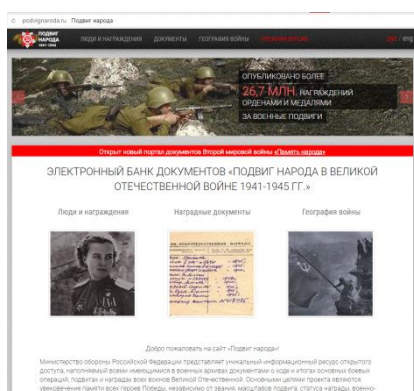 podvignaroda.ru Подвиг народа
ПОДВИГ
НАРОДА
1941-1945
ЛЮДИ И НАГРАЖДЕНИЯ ДОКУМЕНТЫ ГЕОГРАФИЯ ВОЙНЫ
рус / eng
ОПУБЛИКОВАНО БОЛЕЕ
26,7 МЛН. НАГРАЖДЕНИЙ
ОРДЕНАМИ И МЕДАЛЯМИ
ЗА ВОЕННЫЕ ПОДВИГИ
Открыт новый портал документов Второй мировой войны «Память народа»
ЭЛЕКТРОННЫЙ БАНК ДОКУМЕНТОВ «ПОДВИГ НАРОДА В ВЕЛИКОЙ
ОТЕЧЕСТВЕННОЙ ВОЙНЕ 1941-1945 ГГ.»
Люди и награждения Наградные документы География войны
Добро пожаловать на сайт «Подвиг народа»!
Министерство обороны Российской Федерации представляет уникальный информационный ресурс открытого
доступа, наполняемый всеми имеющимися в военных архивах документами о ходе и итогах основных боевых
операций, подвигах и наградах всех воинов Великой Отечественной. Основными целями проекта являются
увековечение памяти всех героев Победы, независимо от звания, масштабов подвига, статуса награды, военно-